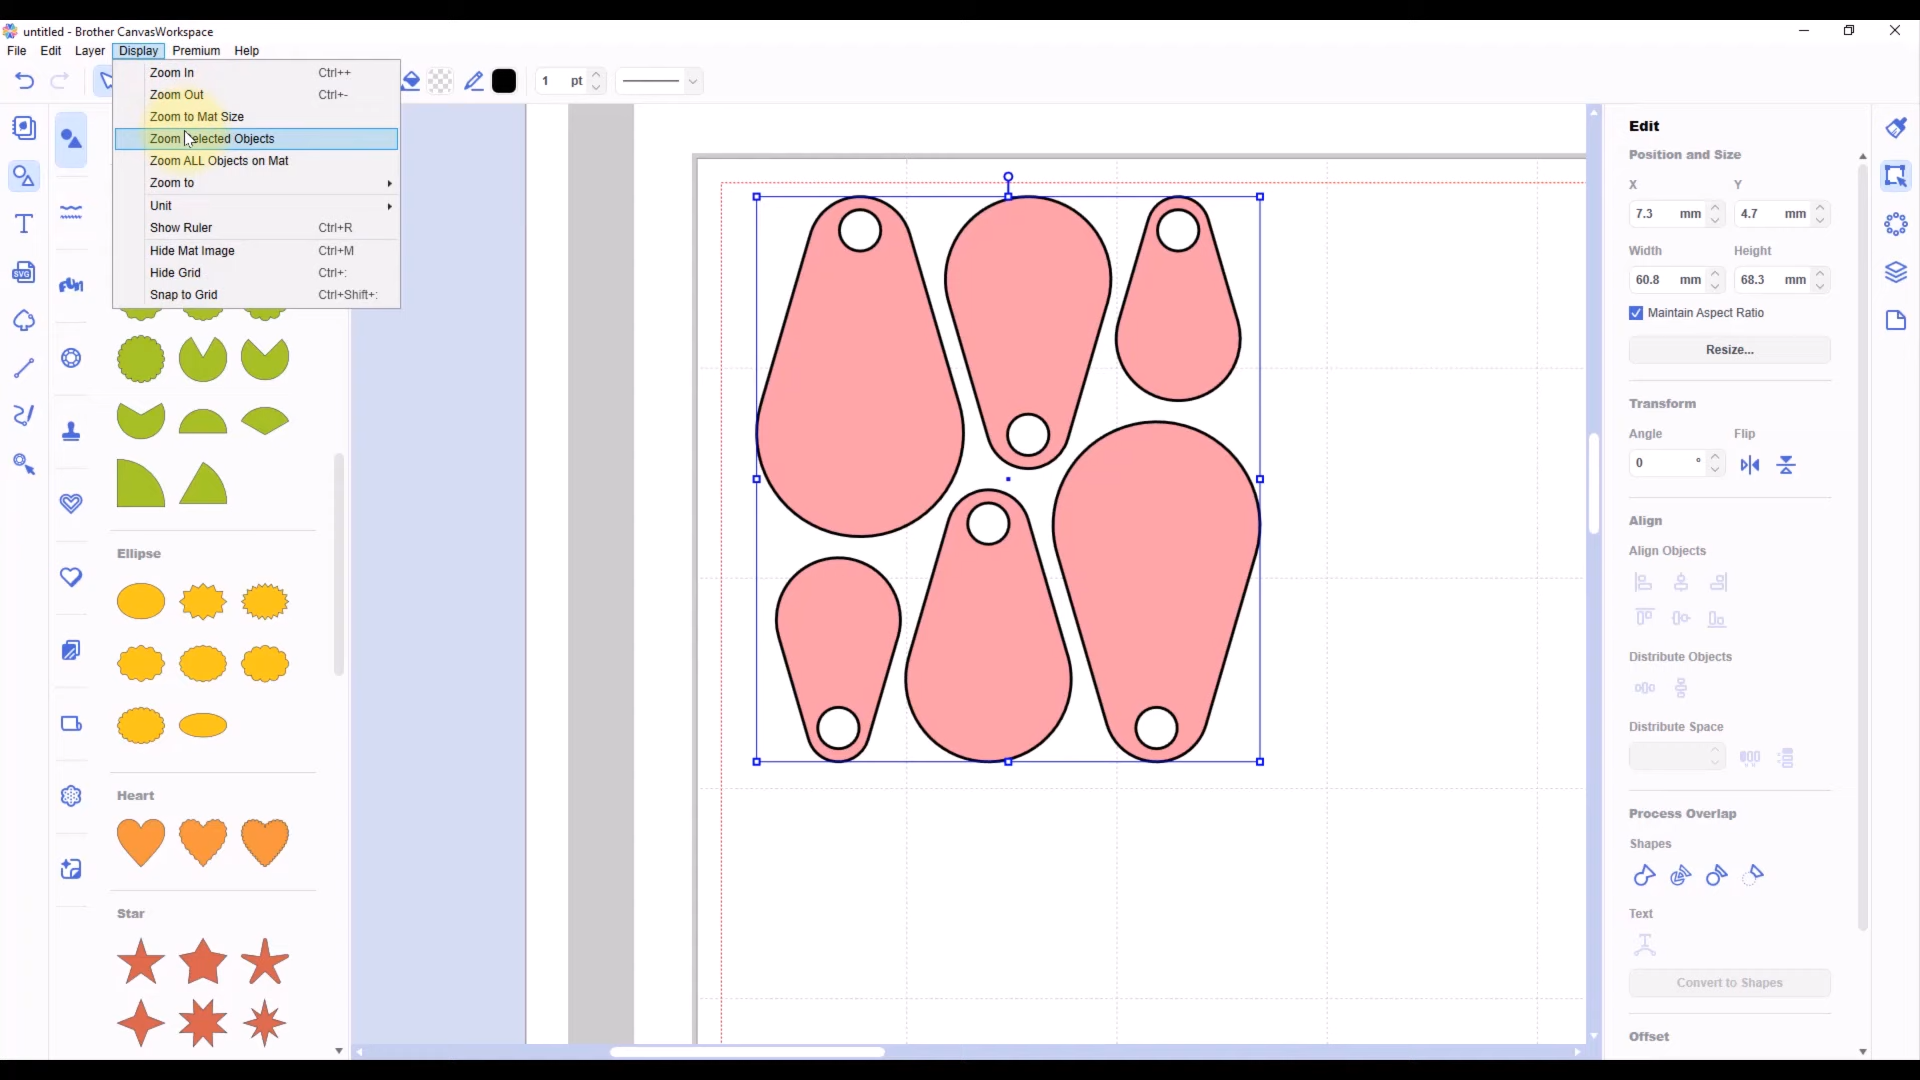 untitled - Brother CanvasWorkspace
File Edit Layer Display Premium Help
Zoom In Ctrl++
Zoom Out Ctrl+-
Zoom to Mat Size
Zoom Selected Objects
Zoom ALL Objects on Mat
Zoom to
Unit
Show Ruler Ctrl+R
Hide Mat Image Ctrl+M
Hide Grid Ctrl+:
Snap to Grid Ctrl+Shift+:
1 pt
SVG
Fun
Ellipse
Heart
Star
Edit
Position and Size
X Y
7.3 mm 4.7 mm
Width Height
60.8 mm 68.3 mm
Maintain Aspect Ratio
Resize...
Transform
Angle Flip
0 °
Align
Align Objects
Distribute Objects
Distribute Space
Process Overlap
Shapes
Text
Convert to Shapes
Offset